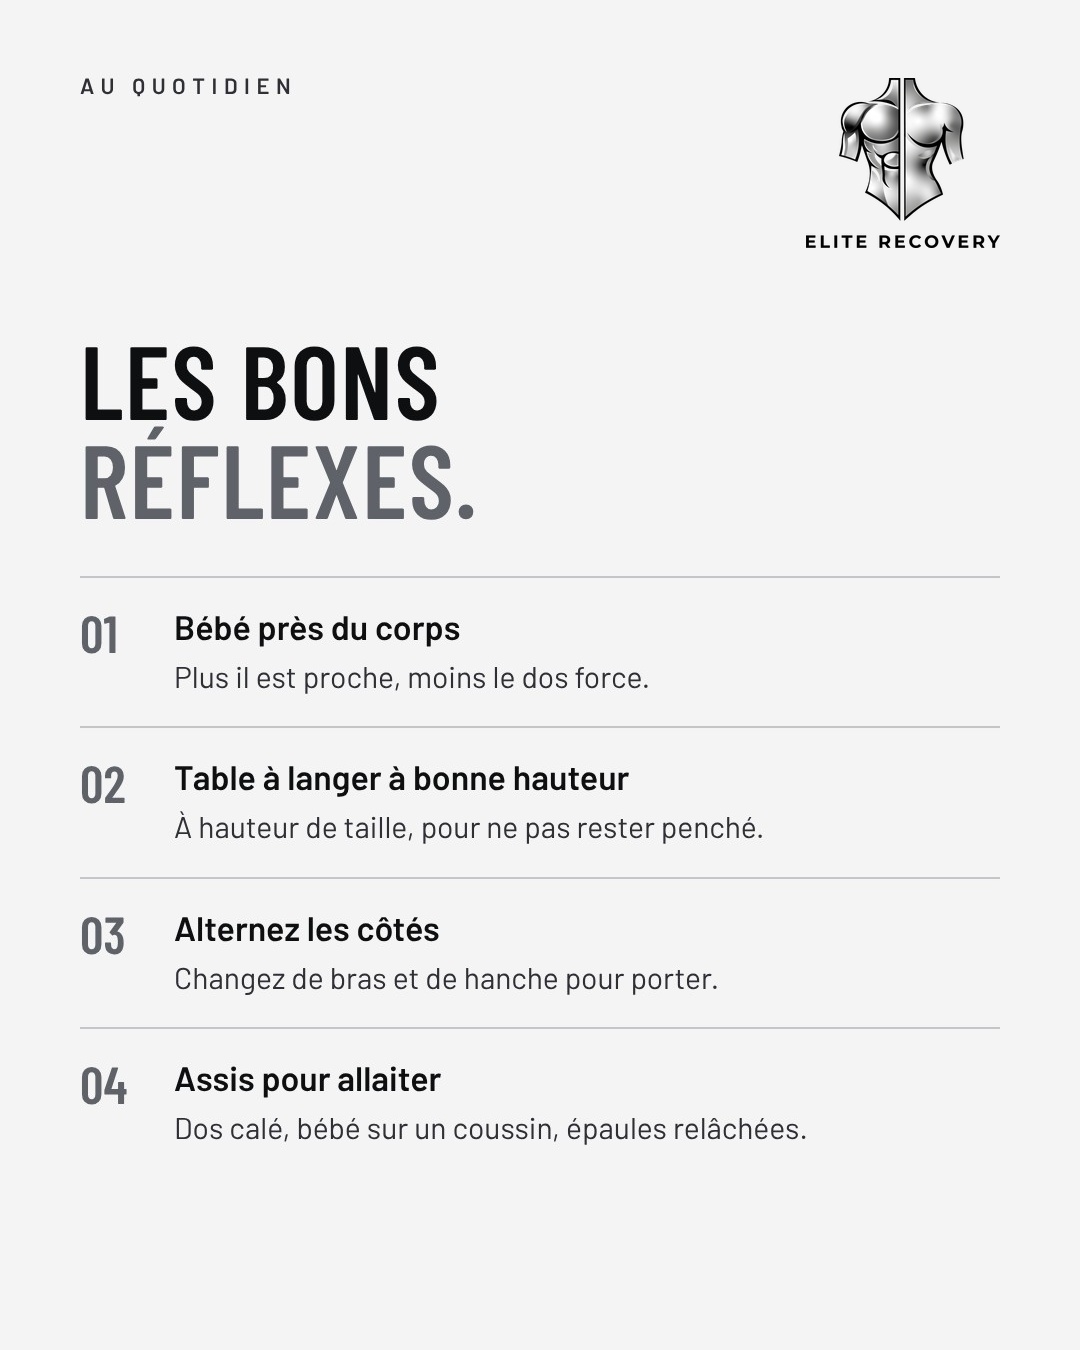 AU QUOTIDIEN
ELITE RECOVERY
LES BONS
RÉFLEXES.
01
Bébé près du corps
Plus il est proche, moins le dos force.
02
Table à langer à bonne hauteur
À hauteur de taille, pour ne pas rester penché.
03
Alternez les côtés
Changez de bras et de hanche pour porter.
04
Assis pour allaiter
Dos calé, bébé sur un coussin, épaules relâchées.